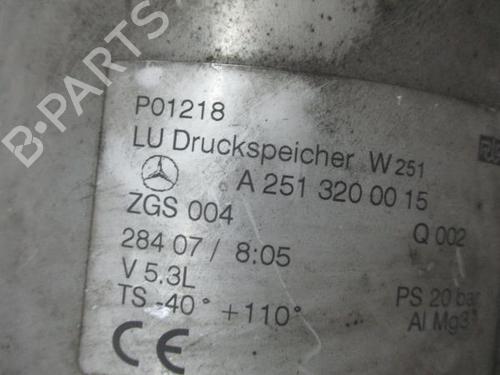 B-PARTS
P01218
LU Druckspeicher W251
A 251 320 00 15
ZGS 004
Q 002
284 07 / 8:05
V 5.3L
PS 20 bar
TS -40° +110°
Al Mg3
CE